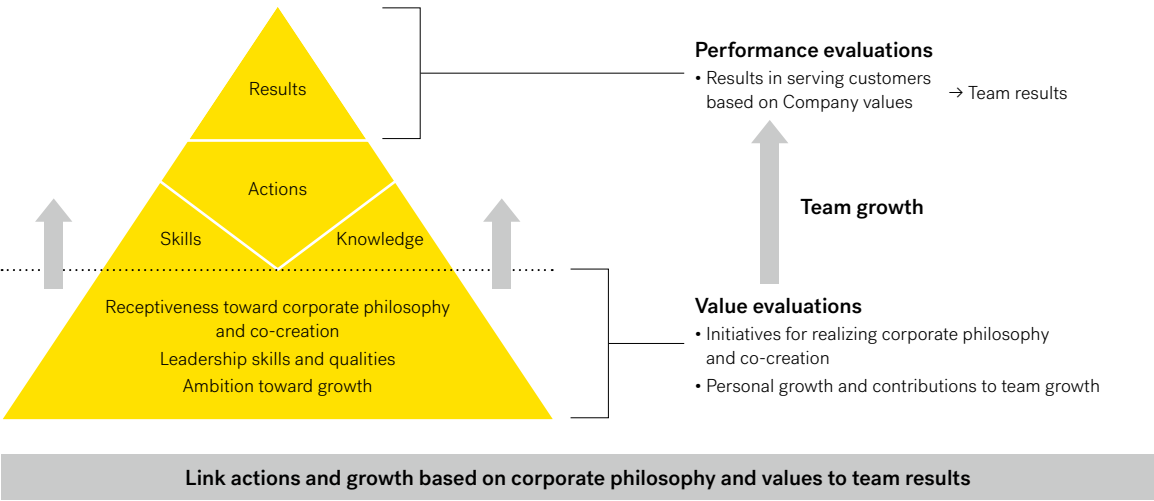 Results
Actions
Skills
Knowledge
Receptiveness toward corporate philosophy
and co-creation
Leadership skills and qualities
Ambition toward growth
Performance evaluations
• Results in serving customers
based on Company values
→ Team results
Team growth
Value evaluations
• Initiatives for realizing corporate philosophy
and co-creation
• Personal growth and contributions to team growth
Link actions and growth based on corporate philosophy and values to team results